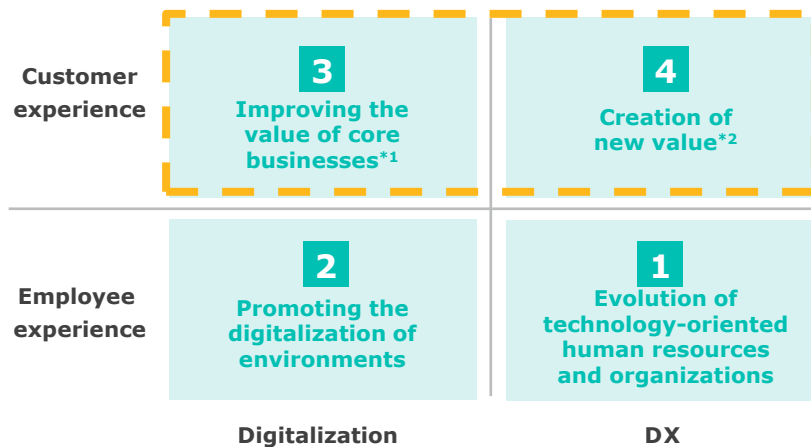 Customer
experience
3
Improving the
value of core
businesses*1
4
Creation of
new value*2
Employee
experience
2
Promoting the
digitalization of
environments
1
Evolution of
technology-oriented
human resources
and organizations
Digitalization
DX